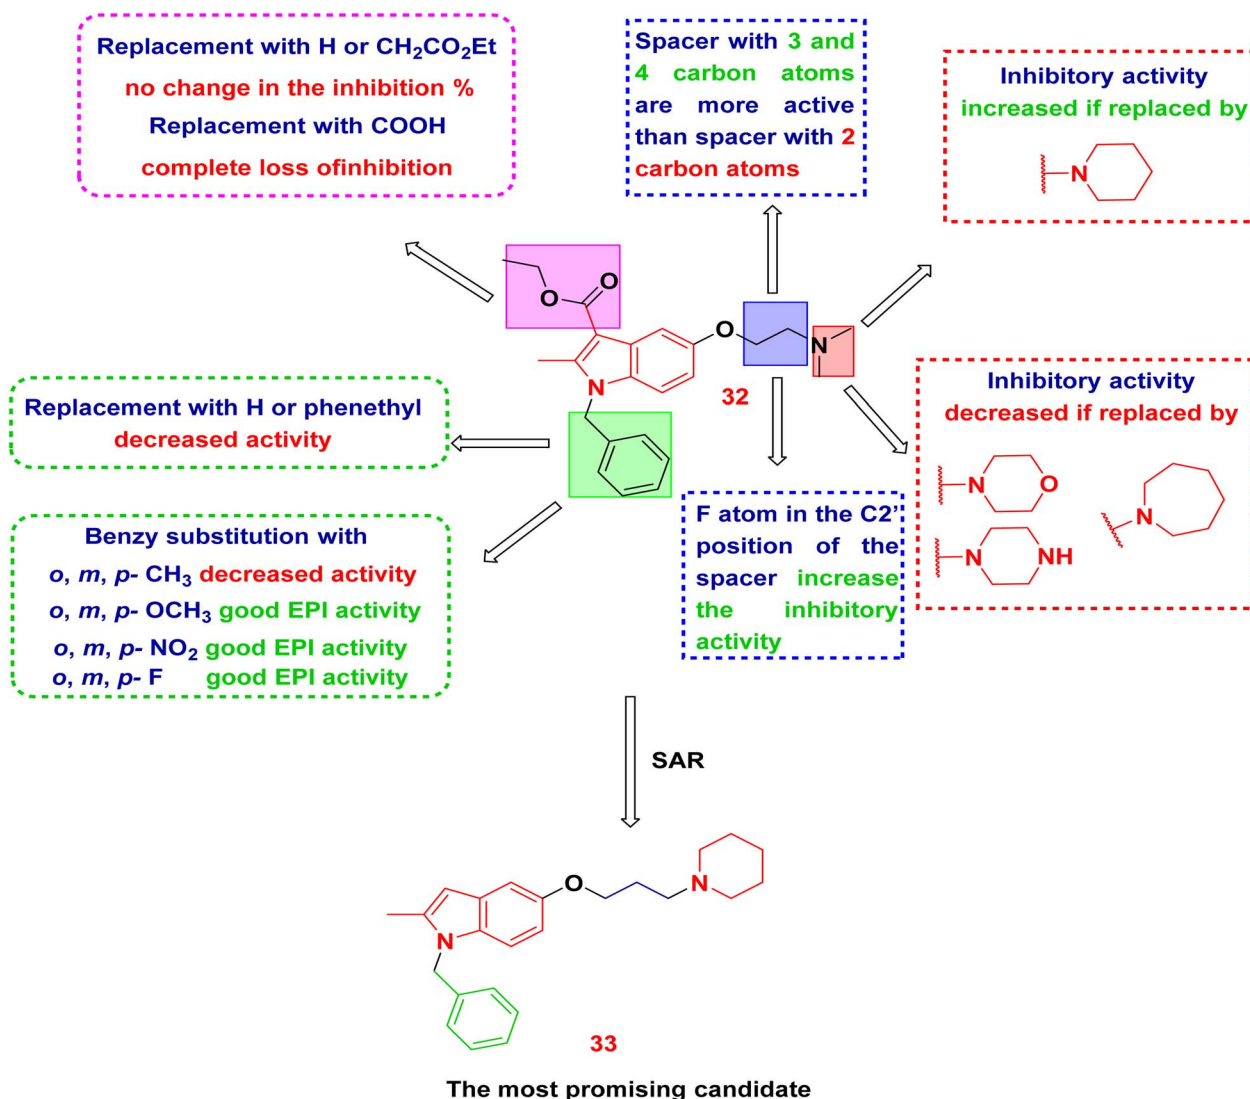 Replacement with H or CH₂CO₂Et
no change in the inhibition %
Replacement with COOH
complete loss ofinhibition
Spacer with 3 and
4 carbon atoms
are more active
than spacer with 2
carbon atoms
Inhibitory activity
increased if replaced by
N
O
O
O
N
N
32
Replacement with H or phenethyl
decreased activity
Benzy substitution with
o, m, p- CH₃ decreased activity
o, m, p- OCH₃ good EPI activity
o, m, p- NO₂ good EPI activity
o, m, p- F good EPI activity
F atom in the C2'
position of the
spacer increase
the inhibitory
activity
Inhibitory activity
decreased if replaced by
N
O
N
N
NH
SAR
O
N
N
33
The most promising candidate